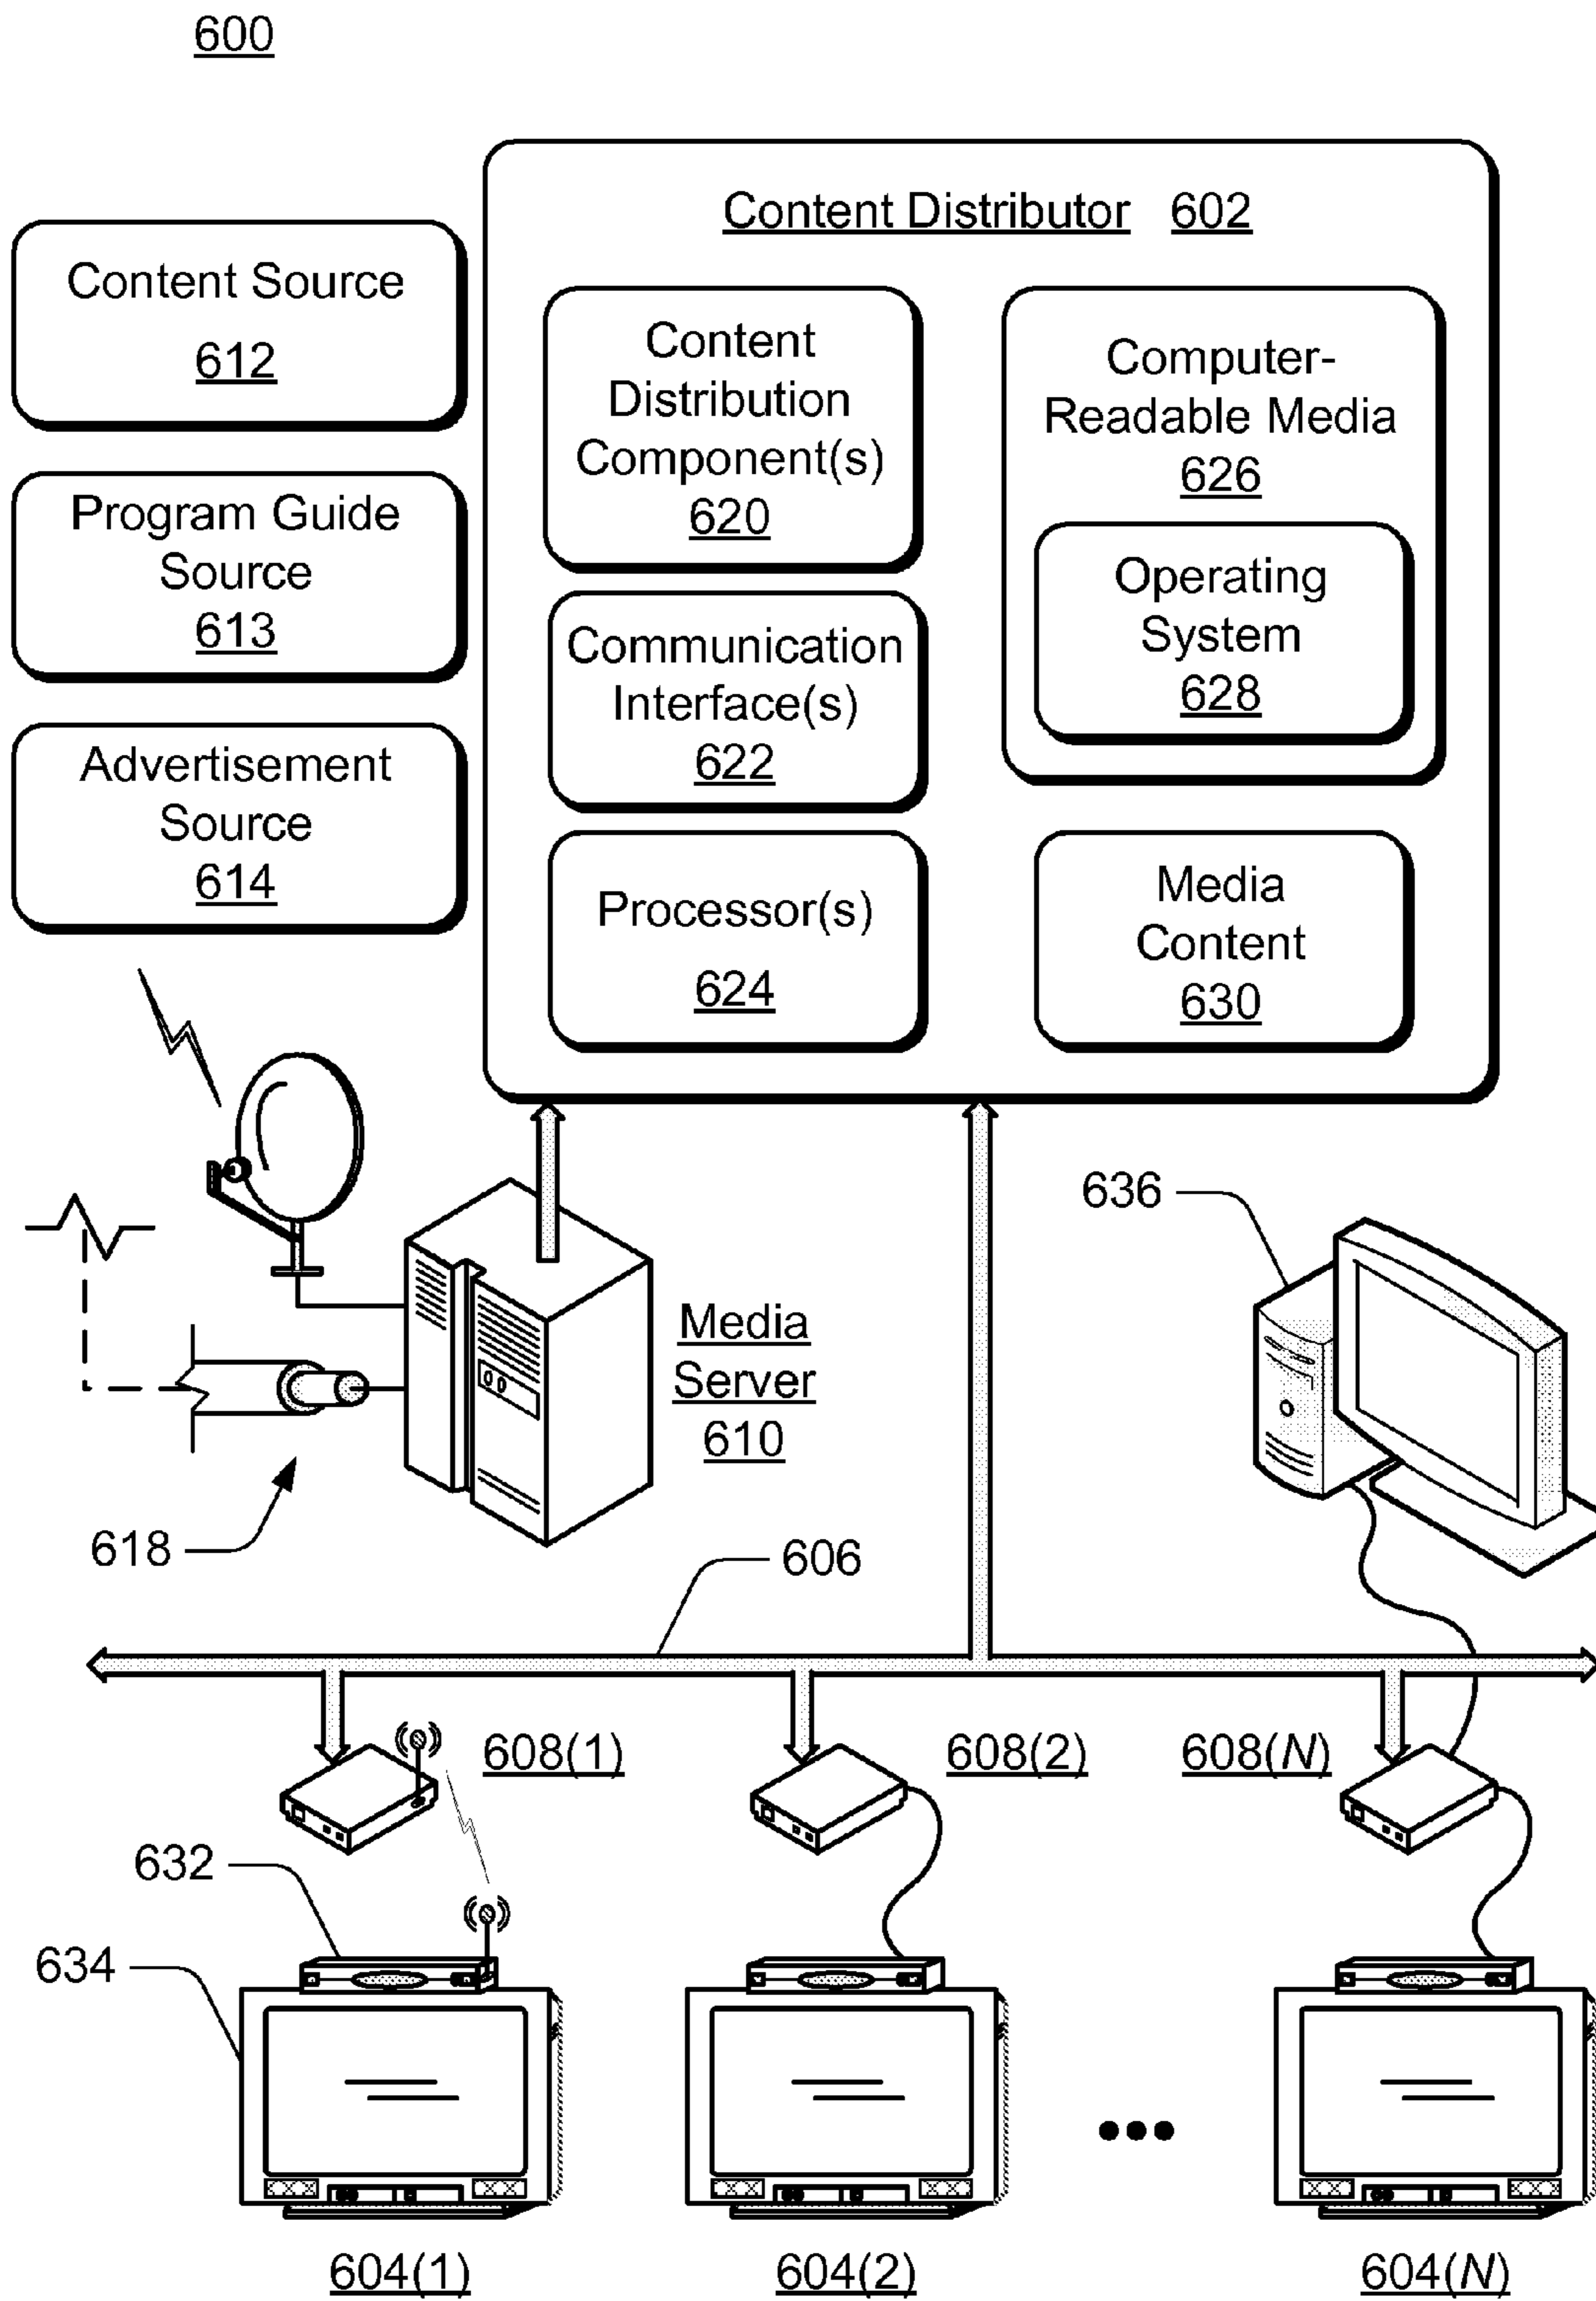 600
Content Distributor 602
Content Source
612
Program Guide
Source
613
Advertisement
Source
614
Content
Distribution
Component(s)
620
Communication
Interface(s)
622
Processor(s)
624
Computer-
Readable Media
626
Operating
System
628
Media
Content
630
636
Media
Server
610
618
606
608(1)
608(2)
608(N)
632
634
604(1)
604(2)
604(N)